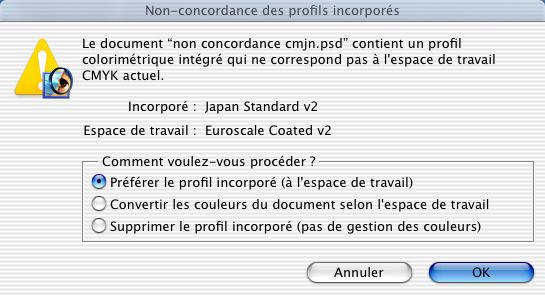 Non-concordance des profils incorporés
Le document “non concordance cmjn.psd” contient un profil
colorimétrique intégré qui ne correspond pas à l'espace de travail
CMYK actuel.
Incorporé : Japan Standard v2
Espace de travail : Euroscale Coated v2
Comment voulez-vous procéder ?
Préférer le profil incorporé (à l'espace de travail)
Convertir les couleurs du document selon l'espace de travail
Supprimer le profil incorporé (pas de gestion des couleurs)
Annuler OK